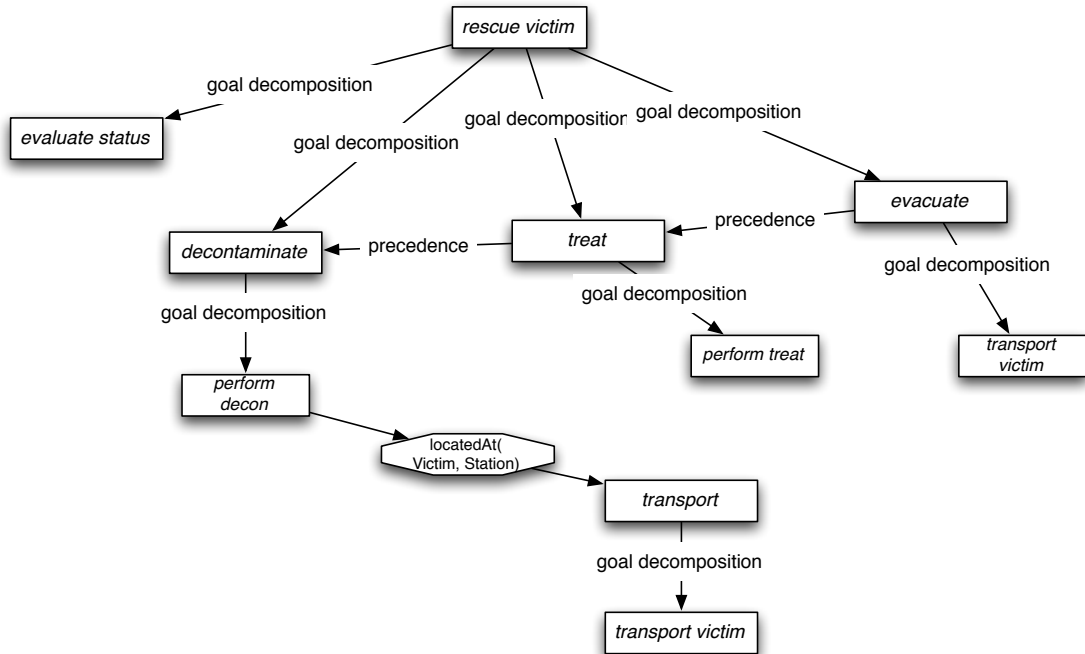 rescue victim
goal decomposition
goal decomposition
goal decomposition
goal decomposition
evaluate status
evacuate
precedence
treat
precedence
decontaminate
goal decomposition
goal decomposition
goal decomposition
perform treat
transport
victim
perform
decon
locatedAt(
Victim, Station)
transport
goal decomposition
transport victim